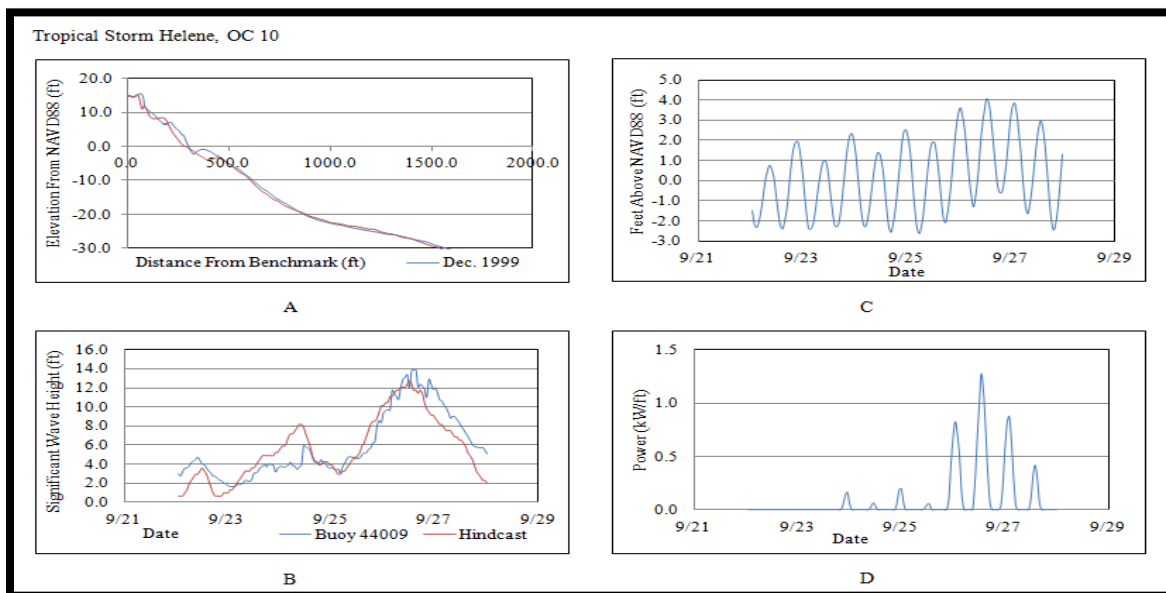 Tropical Storm Helene, OC 10
Elevation From NAVD88 (ft)
20.0
10.0
0.0
-10.0
-20.0
-30.0
0.0 500.0 1000.0 1500.0 2000.0
Distance From Benchmark (ft)
Dec. 1999
A
Feet Above NAVD88 (ft)
5.0
4.0
3.0
2.0
1.0
0.0
-1.0
-2.0
-3.0
9/21 9/23 9/25 9/27 9/29
Date
C
Significant Wave Height (ft)
16.0
14.0
12.0
10.0
8.0
6.0
4.0
2.0
0.0
9/21 9/23 9/25 9/27 9/29
Date
Buoy 44009 Hindcast
B
Power (kW/ft)
1.5
1.0
0.5
0.0
9/21 9/23 9/25 9/27 9/29
Date
D